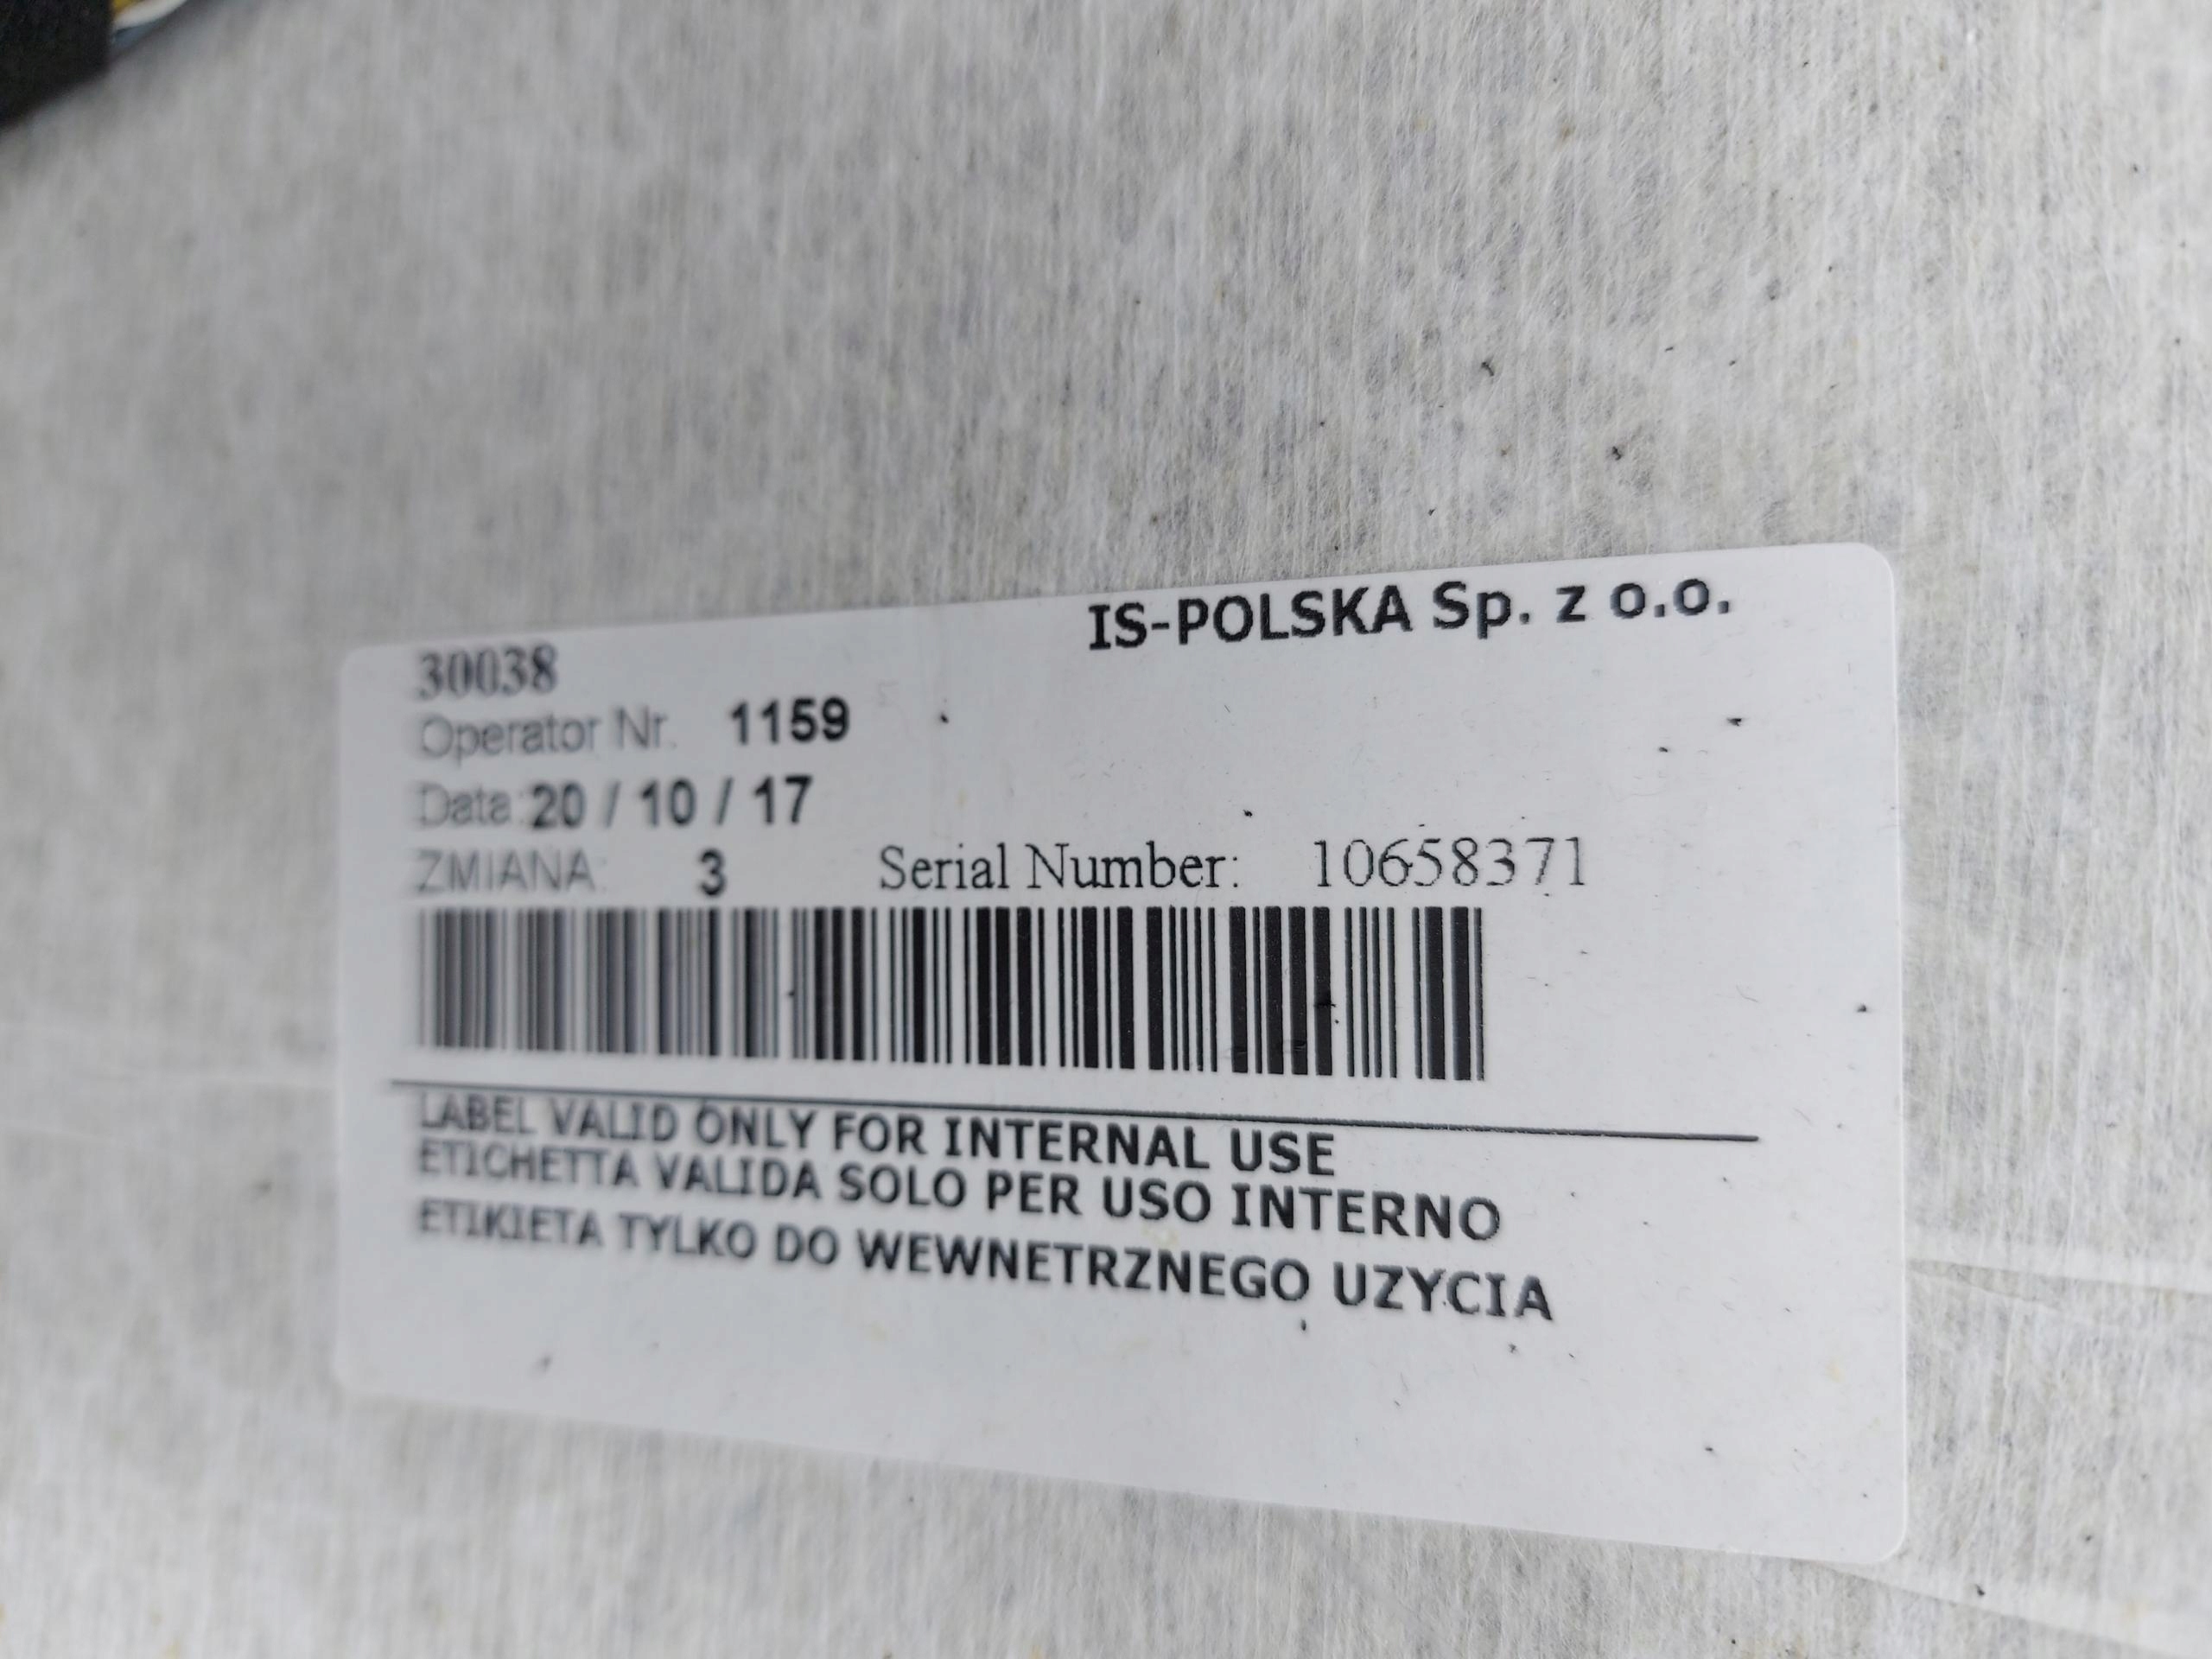 IS-POLSKA Sp. z o.o.
30038
Operator Nr. 1159
Data: 20 / 10 / 17
ZMIANA: 3 Serial Number: 10658371
LABEL VALID ONLY FOR INTERNAL USE
ETICHETTA VALIDA SOLO PER USO INTERNO
ETIKIETA TYLKO DO WEWNETRZNEGO UZYCIA